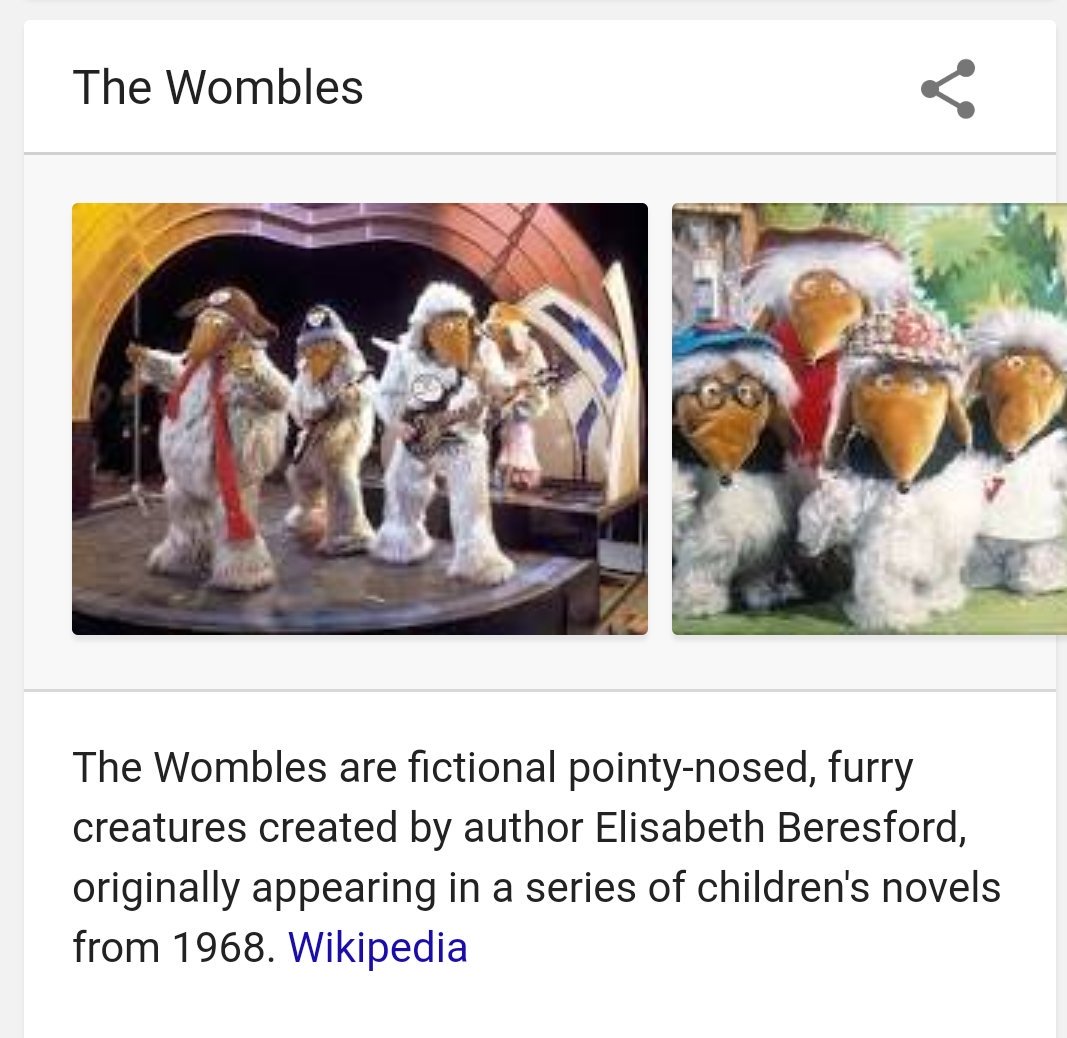 The Wombles
The Wombles are fictional pointy-nosed, furry
creatures created by author Elisabeth Beresford,
originally appearing in a series of children's novels
from 1968. Wikipedia